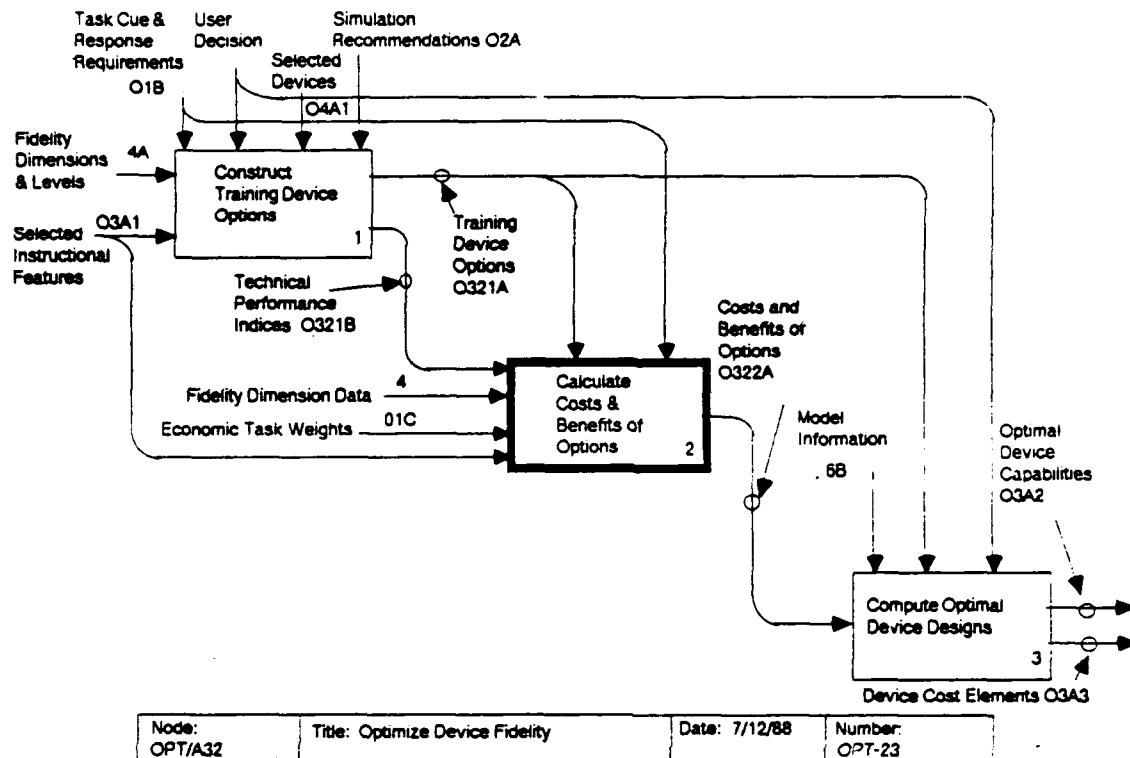 Task Cue &
Response
Requirements
O1B
User
Decision
Simulation
Recommendations O2A
Selected
Devices
O4A1
Fidelity
Dimensions
& Levels
4A
Selected
Instructional
Features
O3A1
Construct
Training Device
Options
1
Training
Device
Options
O321A
Technical
Performance
Indices O321B
Costs and
Benefits of
Options
O322A
Fidelity Dimension Data
4
Economic Task Weights
01C
Calculate
Costs &
Benefits of
Options
2
Model
Information
6B
Optimal
Device
Capabilities
O3A2
Compute Optimal
Device Designs
3
Device Cost Elements O3A3
Node:
OPT/A32
Title: Optimize Device Fidelity
Date: 7/12/88
Number:
OPT-23